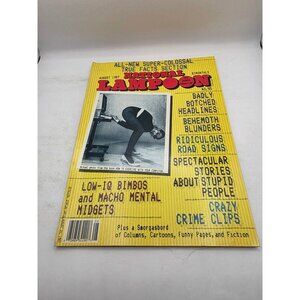 ALL-NEW SUPER-COLOSSAL
TRUE FACTS SECTION
AUGUST 1987
NATIONAL
LAMPOON
BADLY
BOTCHED
HEADLINES
BEHEMOTH
BLUNDERS
RIDICULOUS
ROAD SIGNS
SPECTACULAR
STORIES
ABOUT STUPID
PEOPLE
CRAZY
CRIME CLIPS
LOW-IQ BIMBOS
and MACHO MENTAL
MIDGETS
Plus a Smorgasbord
of Columns, Cartoons, Funny Pages, and Fiction